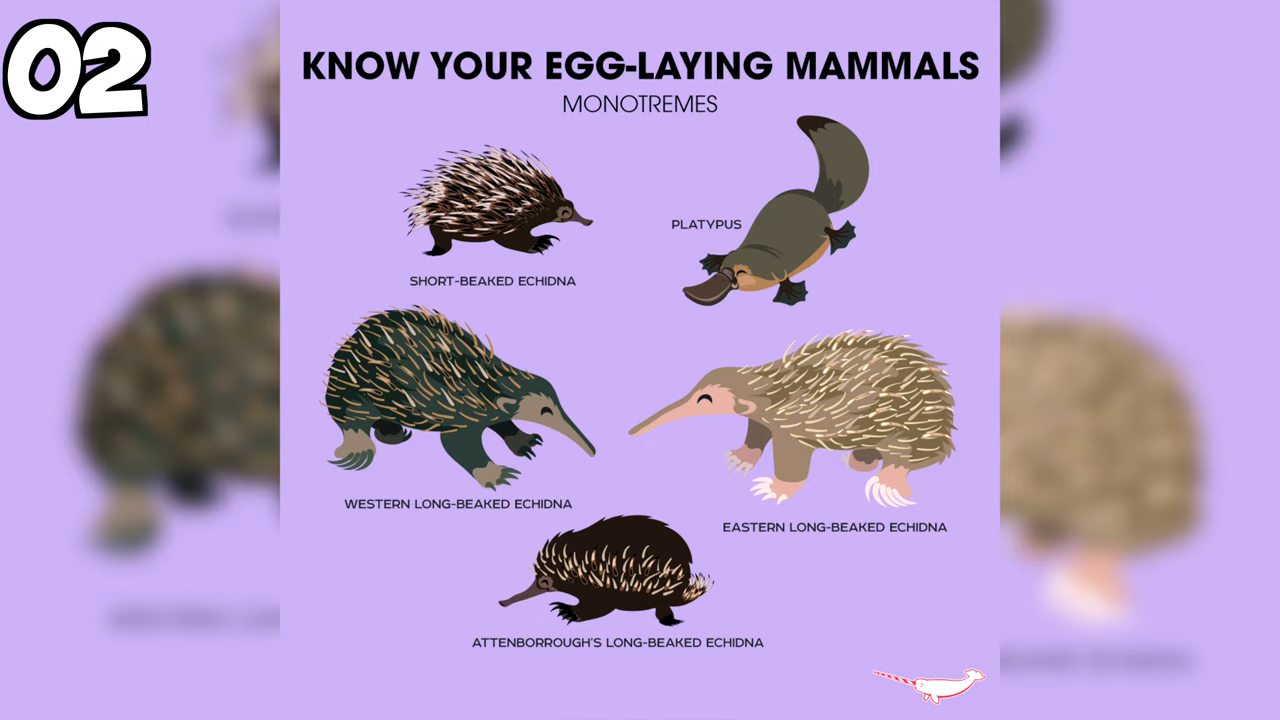 02
KNOW YOUR EGG-LAYING MAMMALS
MONOTREMES
PLATYPUS
SHORT-BEAKED ECHIDNA
WESTERN LONG-BEAKED ECHIDNA
EASTERN LONG-BEAKED ECHIDNA
ATTENBORROUGH'S LONG-BEAKED ECHIDNA